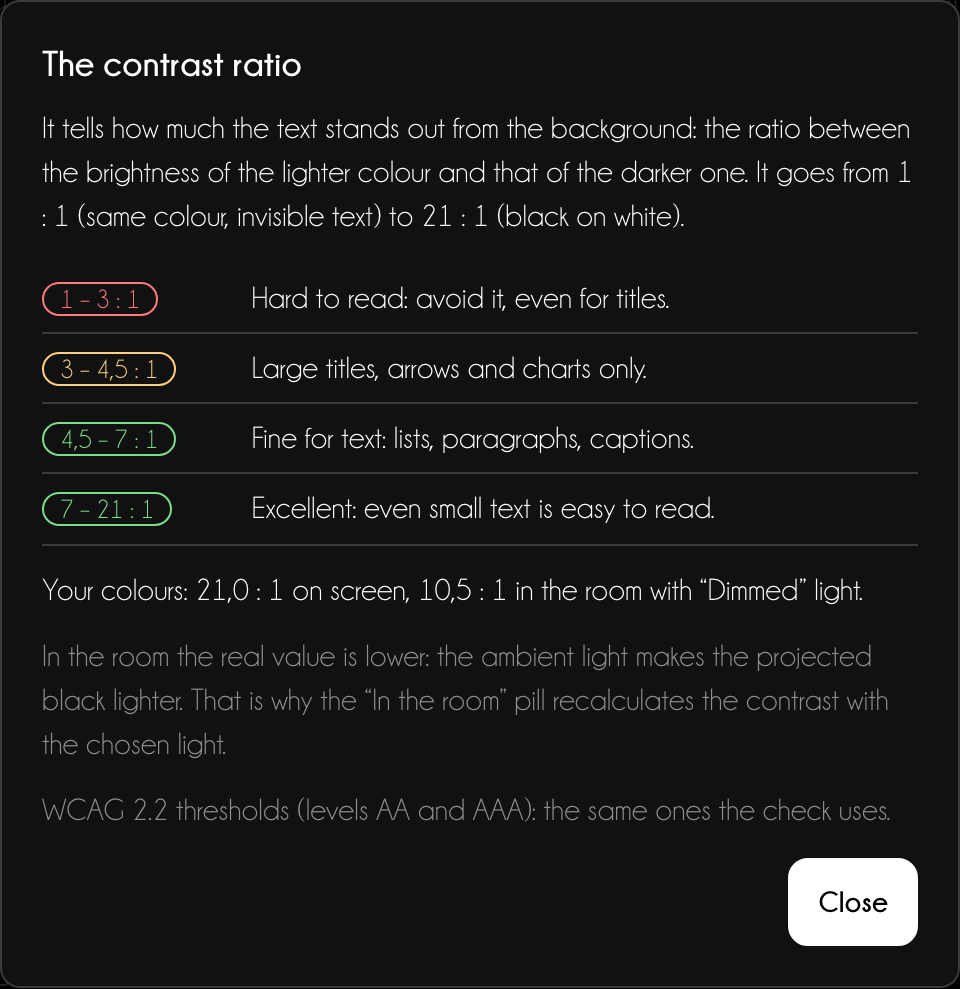 The contrast ratio
It tells how much the text stands out from the background: the ratio between
the brightness of the lighter colour and that of the darker one. It goes from 1
: 1 (same colour, invisible text) to 21 : 1 (black on white).
1 – 3 : 1 Hard to read: avoid it, even for titles.
3 – 4,5 : 1 Large titles, arrows and charts only.
4,5 – 7 : 1 Fine for text: lists, paragraphs, captions.
7 – 21 : 1 Excellent: even small text is easy to read.
Your colours: 21,0 : 1 on screen, 10,5 : 1 in the room with “Dimmed” light.
In the room the real value is lower: the ambient light makes the projected
black lighter. That is why the “In the room” pill recalculates the contrast with
the chosen light.
WCAG 2.2 thresholds (levels AA and AAA): the same ones the check uses.
Close